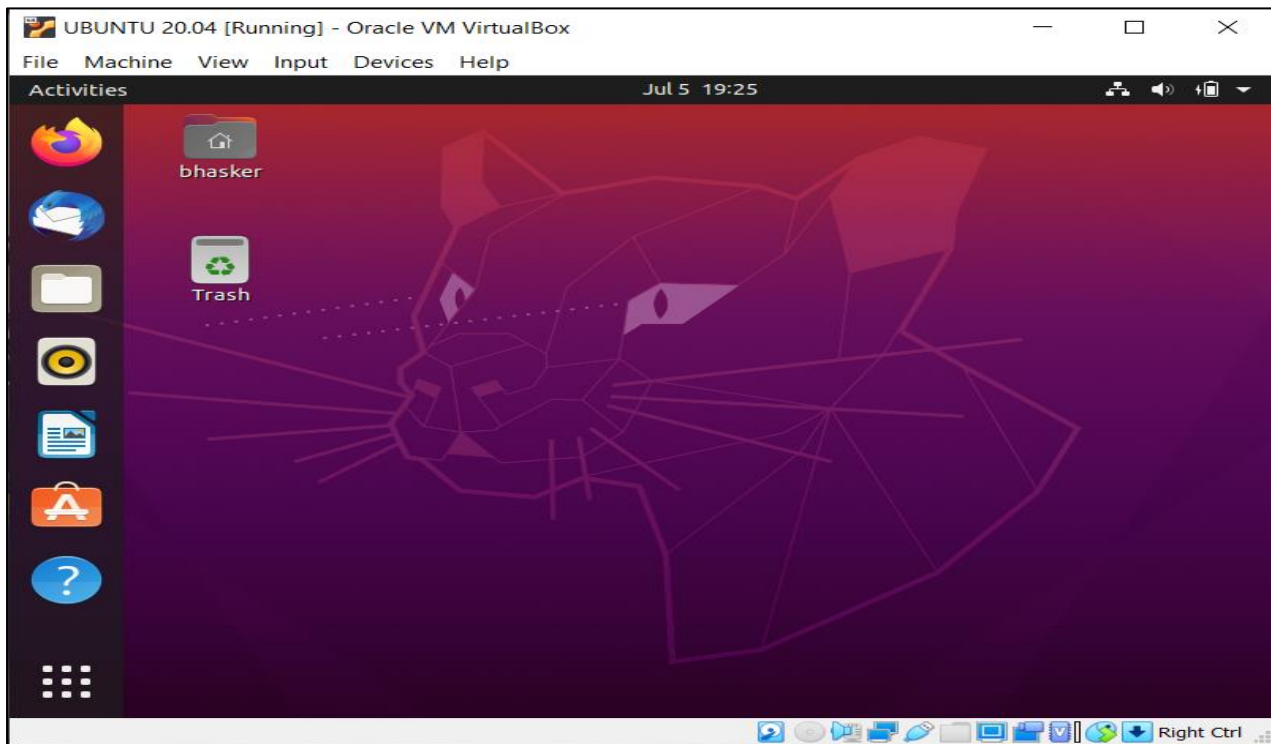 UBUNTU 20.04 [Running] - Oracle VM VirtualBox
File Machine View Input Devices Help
Activities Jul 5 19:25
bhasker
Trash
Right Ctrl